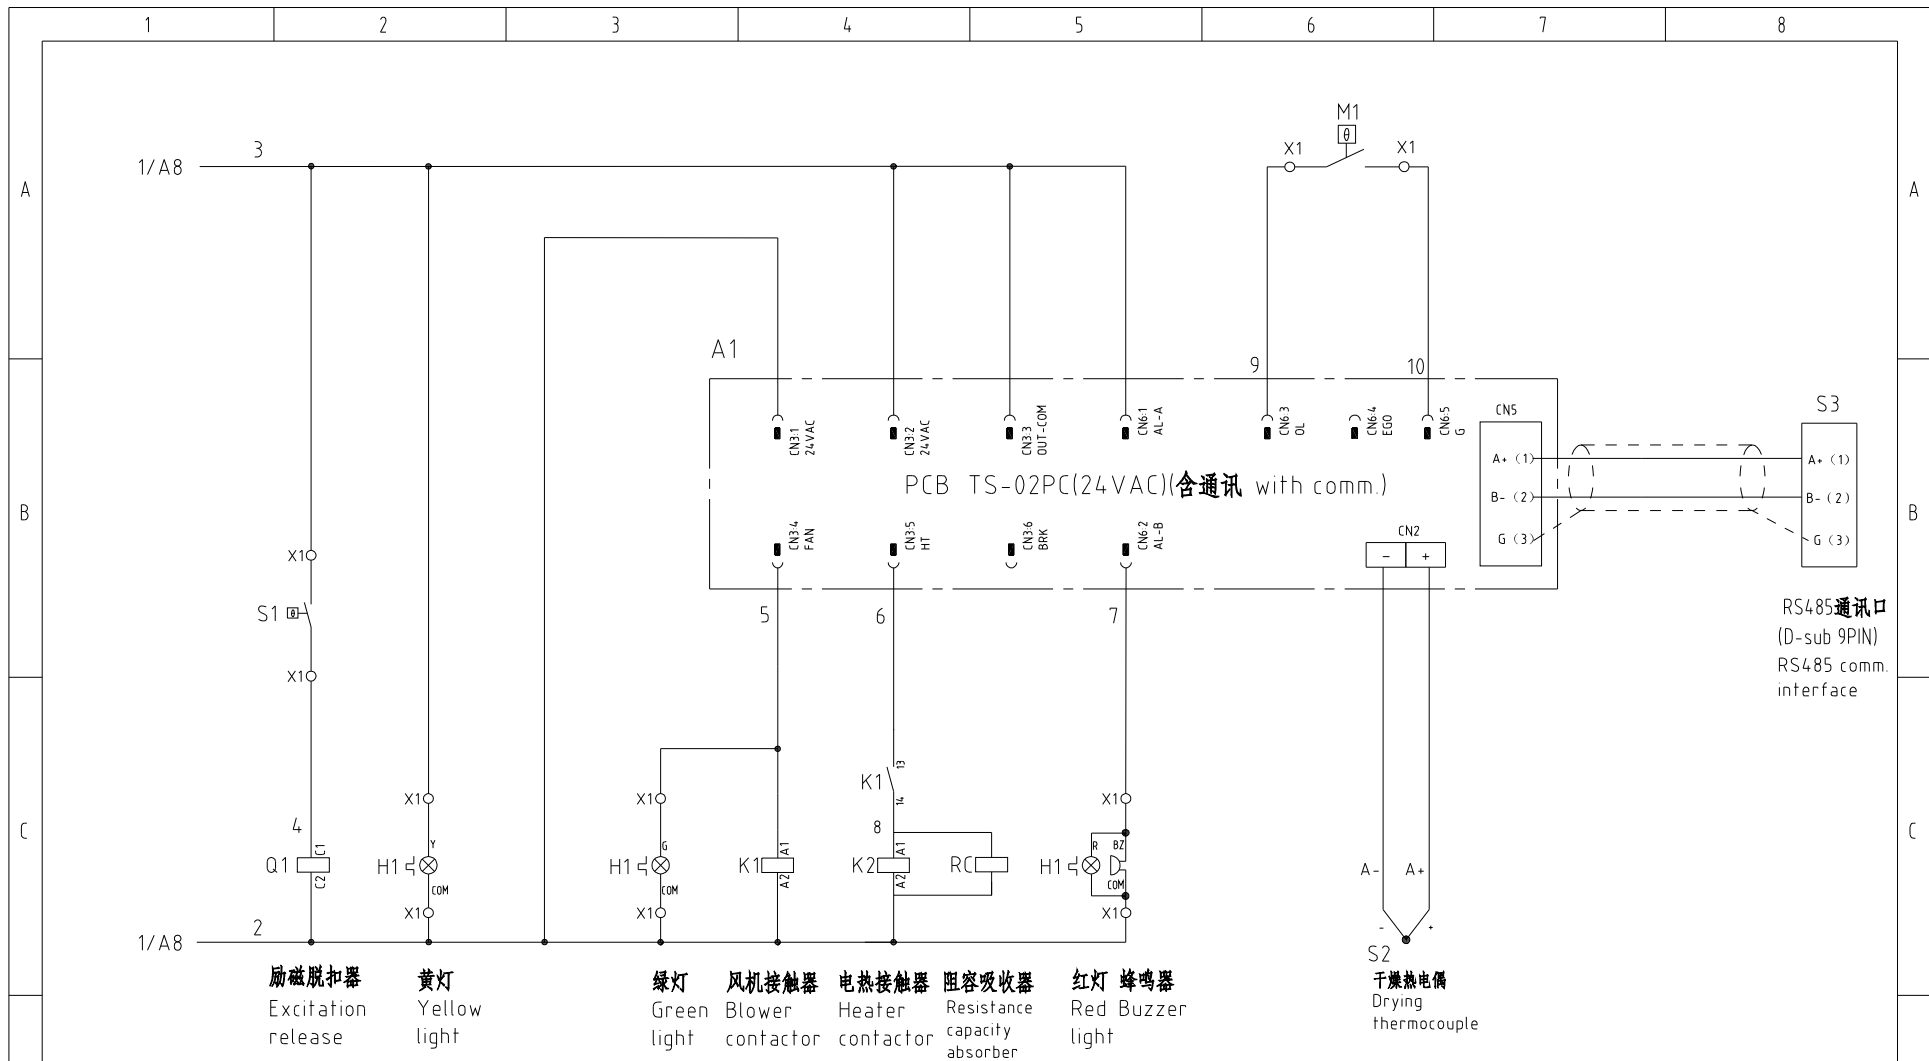 1 2 3 4 5 6 7 8
A A
M1
θ
X1 X1
3
1/A8
A1
9 10
B B
CN3:1
24VAC
CN3:2
24VAC
CN3:3
OUT-COM
CN6:1
AL-A
CN6:3
OL
CN6:4
EGO
CN6:5
G
CN5
S3
A+ (1)
A+ (1)
B- (2)
B- (2)
G (3)
G (3)
PCB TS-02PC(24VAC)(含通讯 with comm.)
CN3:4
FAN
CN3:5
HT
CN3:6
BRK
CN6:2
AL-B
CN2
- +
X1
S1 θ
X1
5 6 7
RS485通讯口
(D-sub 9PIN)
RS485 comm.
interface
C C
K1 13
14
X1 X1 X1
4 8
Q1 C1
C2
H1 Y
COM
H1 G
COM
K1 A1
A2
K2 A1
A2
RC
H1 R BZ
COM
A- A+
X1 X1 X1
- +
S2
2
1/A8
励磁脱扣器
Excitation
release
黄灯
Yellow
light
绿灯
Green
light
风机接触器
Blower
contactor
电热接触器
Heater
contactor
阻容吸收器
Resistance
capacity
absorber
红灯 蜂鸣器
Red Buzzer
light
干燥热电偶
Drying
thermocouple